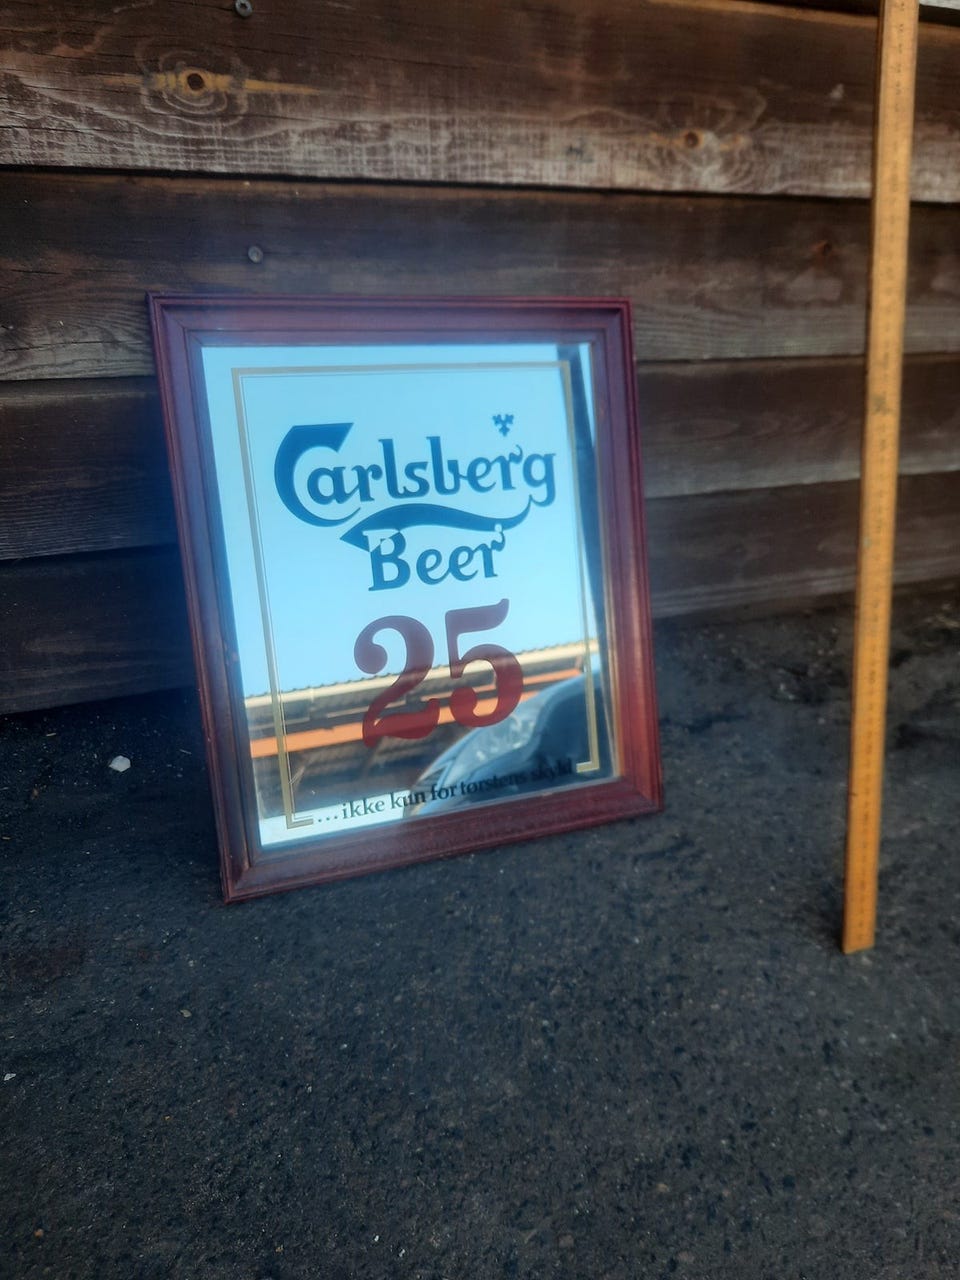 Carlsberg
Beer
25
...ikke kun for tørstens skyld